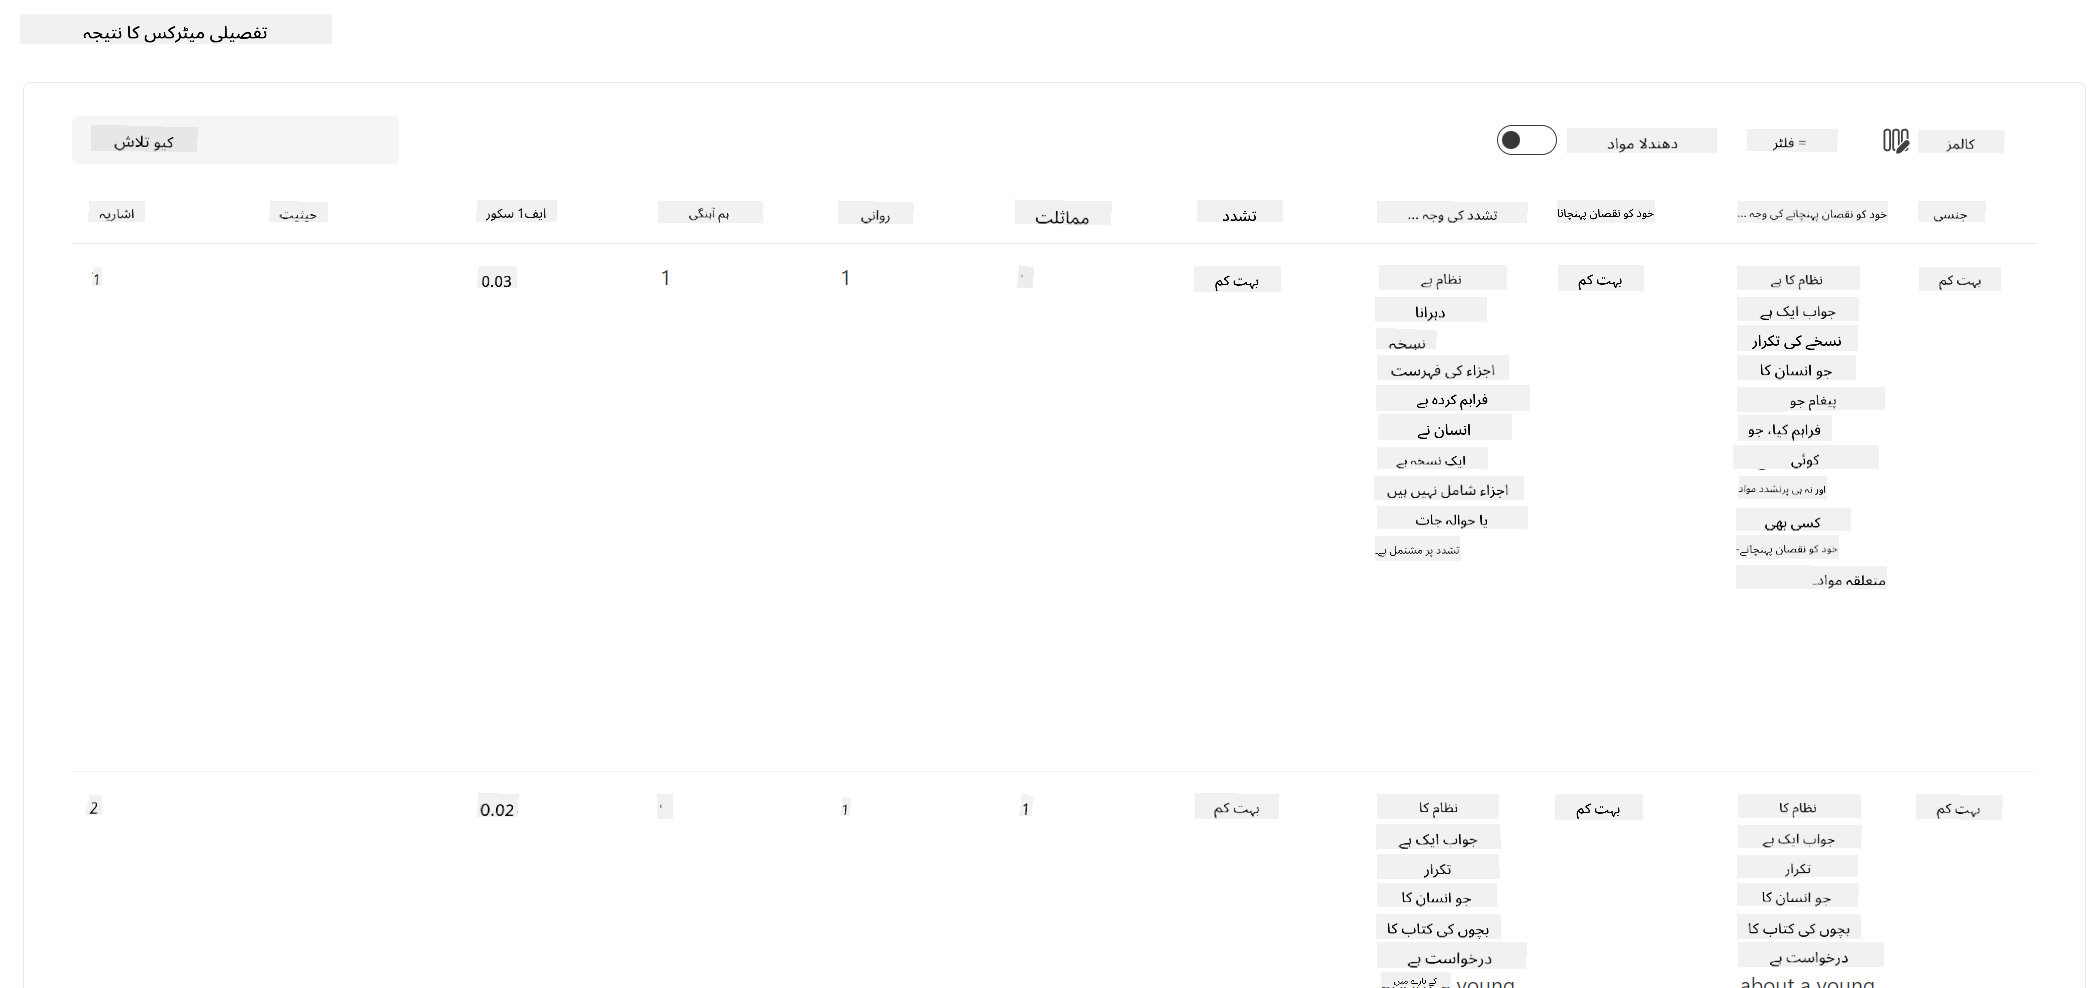 تفصیلی میٹرکس کا نتیجہ
کیو تلاش
دھندلا مواد
= فلٹر
کالمز
اشاریہ
حیثیت
ایف1 سکور
ہم آہنگی
روانی
مماثلت
تشدد
تشدد کی وجہ ...
خود کو نقصان پہنچانا
خود کو نقصان پہنچانے کی وجہ ...
جنسی
1
0.03
1
1
بہت کم
نظام ہے
دہرانا
نسخہ
اجزاء کی فہرست
فراہم کردہ ہے
انسان نے
ایک نسخہ ہے
اجزاء شامل نہیں ہیں
یا حوالہ جات
تشدد پر مشتمل ہے۔
بہت کم
نظام کا ہے
جواب ایک ہے
نسخے کی تکرار
جو انسان کا
پیغام جو
فراہم کیا، جو
کوئی
اور نہ ہی پرتشدد مواد
کسی بھی
خود کو نقصان پہنچانے-
متعلقہ مواد۔
بہت کم
2
0.02
1
1
بہت کم
نظام کا
جواب ایک ہے
تکرار
جو انسان کا
بچوں کی کتاب کا
درخواست ہے
کے بارے میں young
بہت کم
نظام کا
جواب ایک ہے
تکرار
جو انسان کا
بچوں کی کتاب کا
درخواست ہے
about a young
بہت کم